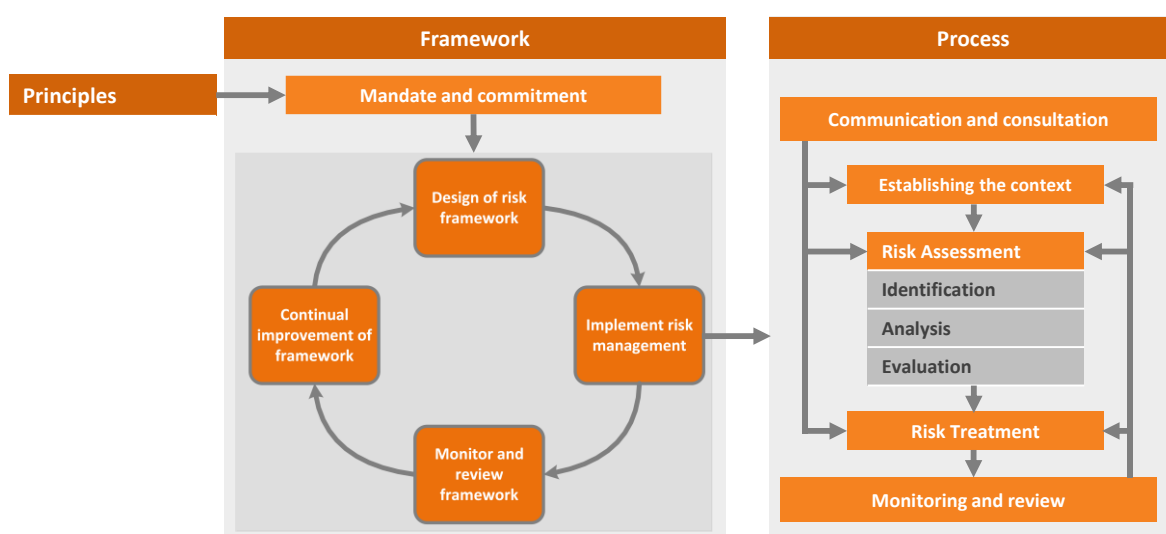 Principles
Framework
Mandate and commitment
Design of risk
framework
Implement risk
management
Monitor and
review
framework
Continual
improvement of
framework
Process
Communication and consultation
Establishing the context
Risk Assessment
Identification
Analysis
Evaluation
Risk Treatment
Monitoring and review